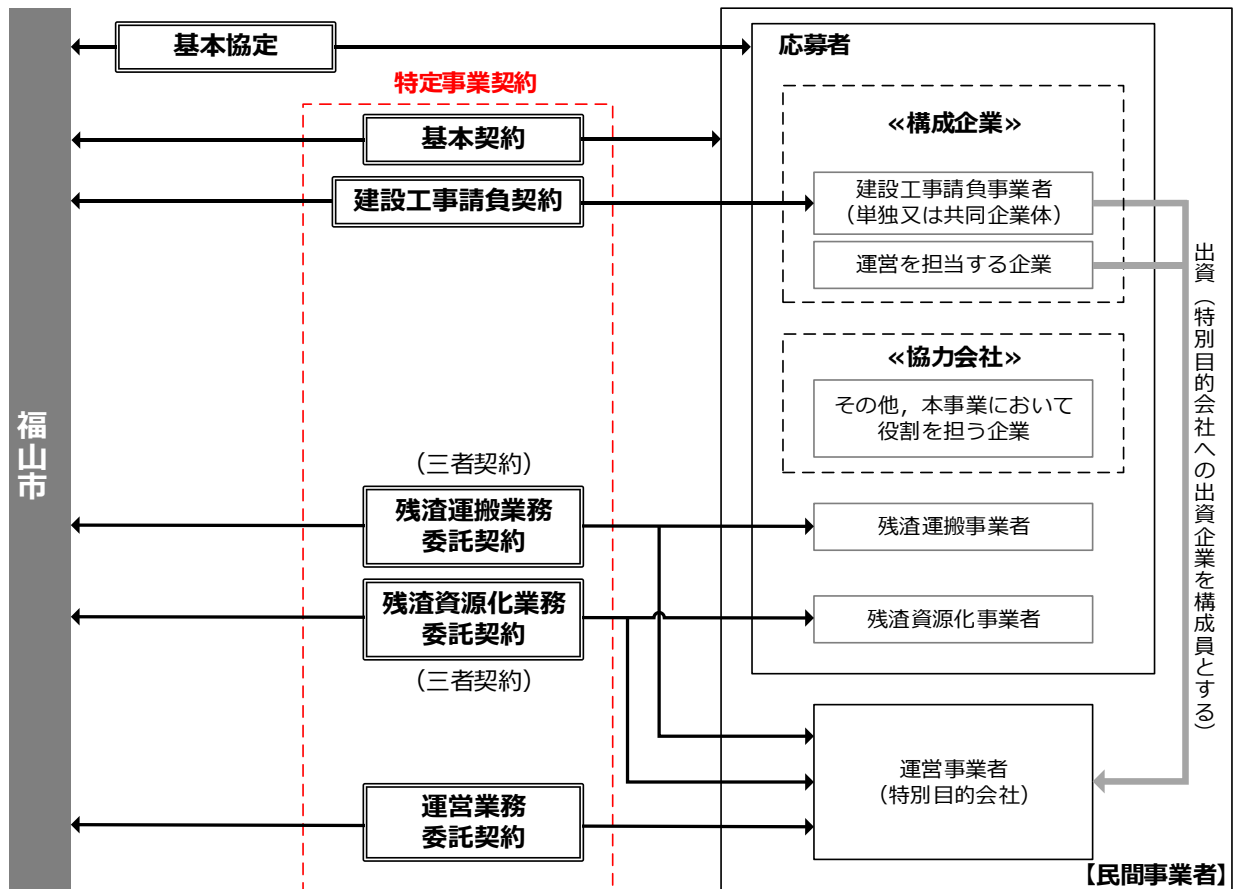 基本協定
応募者
特定事業契約
≪構成企業≫
基本契約
建設工事請負契約
建設工事請負事業者
（単独又は共同企業体）
運営を担当する企業
出資（特別目的会社への出資企業を構成員とする）
≪協力会社≫
その他，本事業において
役割を担う企業
福山市
（三者契約）
残渣運搬業務
委託契約
残渣運搬事業者
残渣資源化業務
委託契約
残渣資源化事業者
（三者契約）
運営事業者
（特別目的会社）
運営業務
委託契約
【民間事業者】